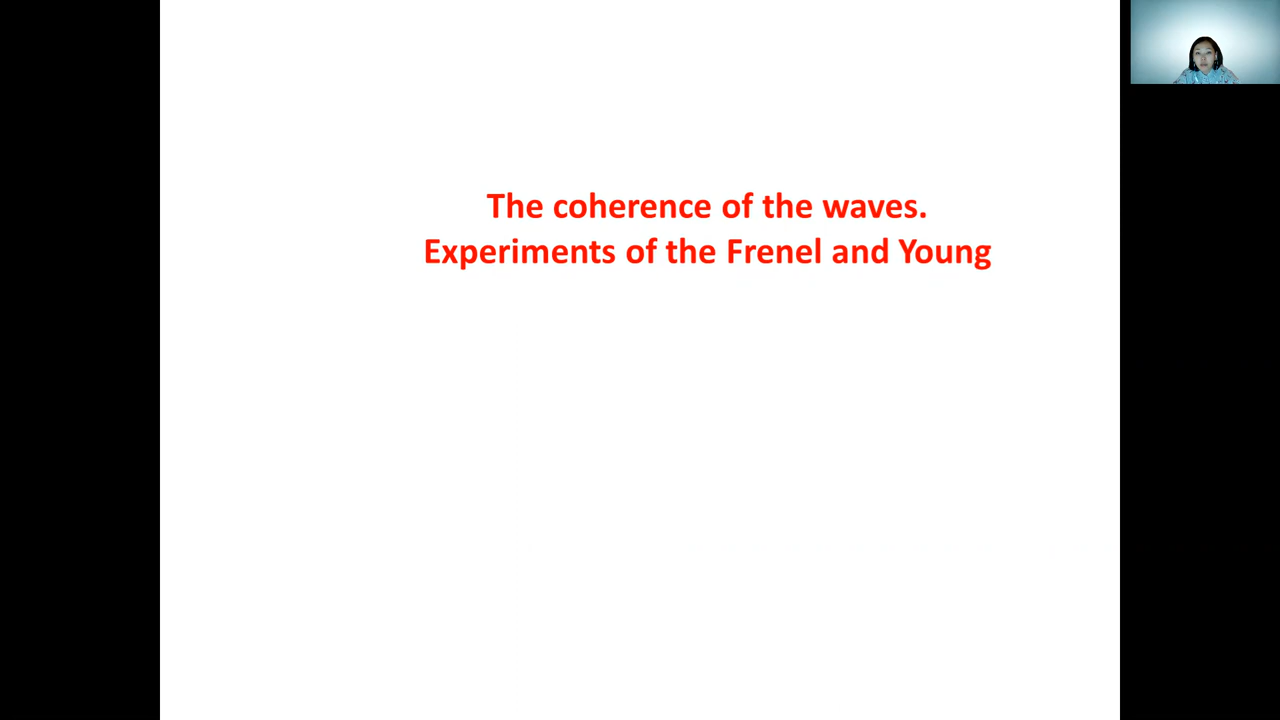 The coherence of the waves.
Experiments of the Frenel and Young